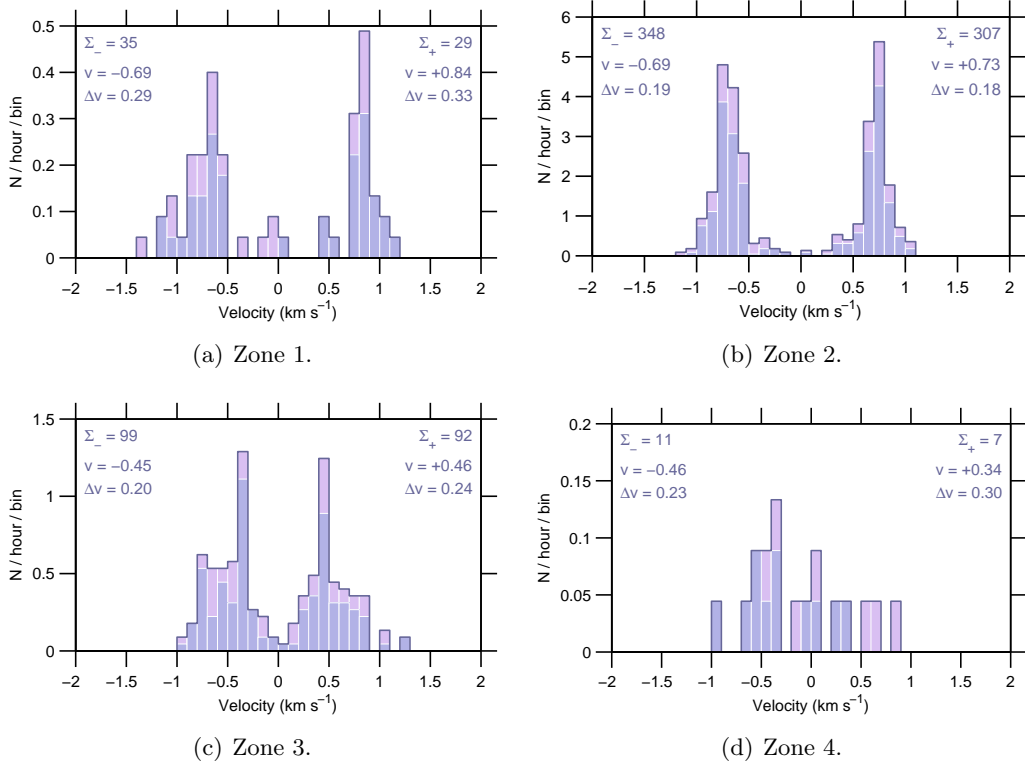 0.5
0.4
0.3
0.2
0.1
0
N / hour / bin
Σ_ = 35
v = −0.69
Δv = 0.29
Σ+ = 29
v = +0.84
Δv = 0.33
−2 −1.5 −1 −0.5 0 0.5 1 1.5 2
Velocity (km s⁻¹)
(a) Zone 1.
6
5
4
3
2
1
0
N / hour / bin
Σ_ = 348
v = −0.69
Δv = 0.19
Σ+ = 307
v = +0.73
Δv = 0.18
−2 −1.5 −1 −0.5 0 0.5 1 1.5 2
Velocity (km s⁻¹)
(b) Zone 2.
1.5
1
0.5
0
N / hour / bin
Σ_ = 99
v = −0.45
Δv = 0.20
Σ+ = 92
v = +0.46
Δv = 0.24
−2 −1.5 −1 −0.5 0 0.5 1 1.5 2
Velocity (km s⁻¹)
(c) Zone 3.
0.2
0.15
0.1
0.05
0
N / hour / bin
Σ_ = 11
v = −0.46
Δv = 0.23
Σ+ = 7
v = +0.34
Δv = 0.30
−2 −1.5 −1 −0.5 0 0.5 1 1.5 2
Velocity (km s⁻¹)
(d) Zone 4.